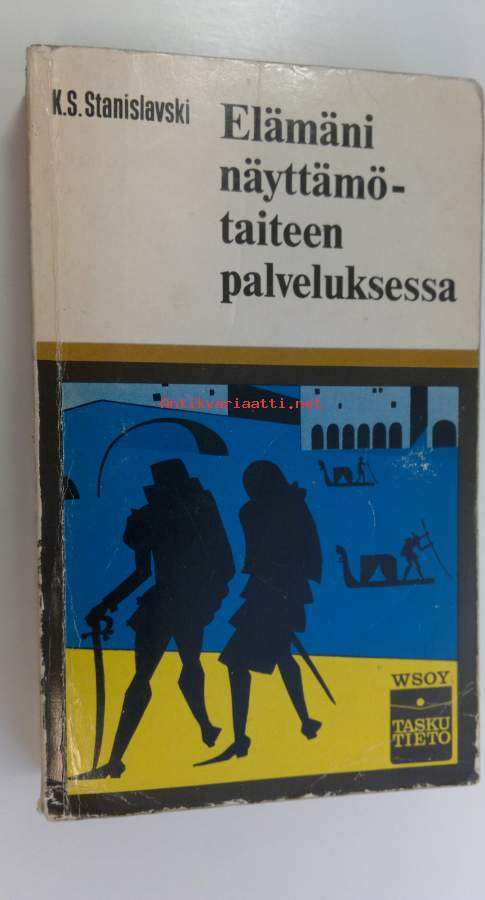 K.S. Stanislavski
Elämäni
näyttämö-
taiteen
palveluksessa
Antikvariaatti.net
WSOY
TASKU
TIETO